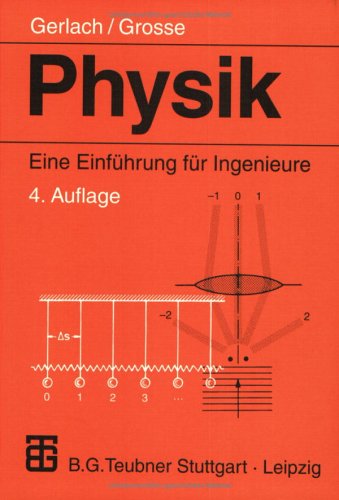 Gerlach/Grosse
Physik
Eine Einführung für Ingenieure
4. Auflage
–1 0 1
–2 2
Δs
0 1 2 3 ...
B.G. Teubner Stuttgart · Leipzig